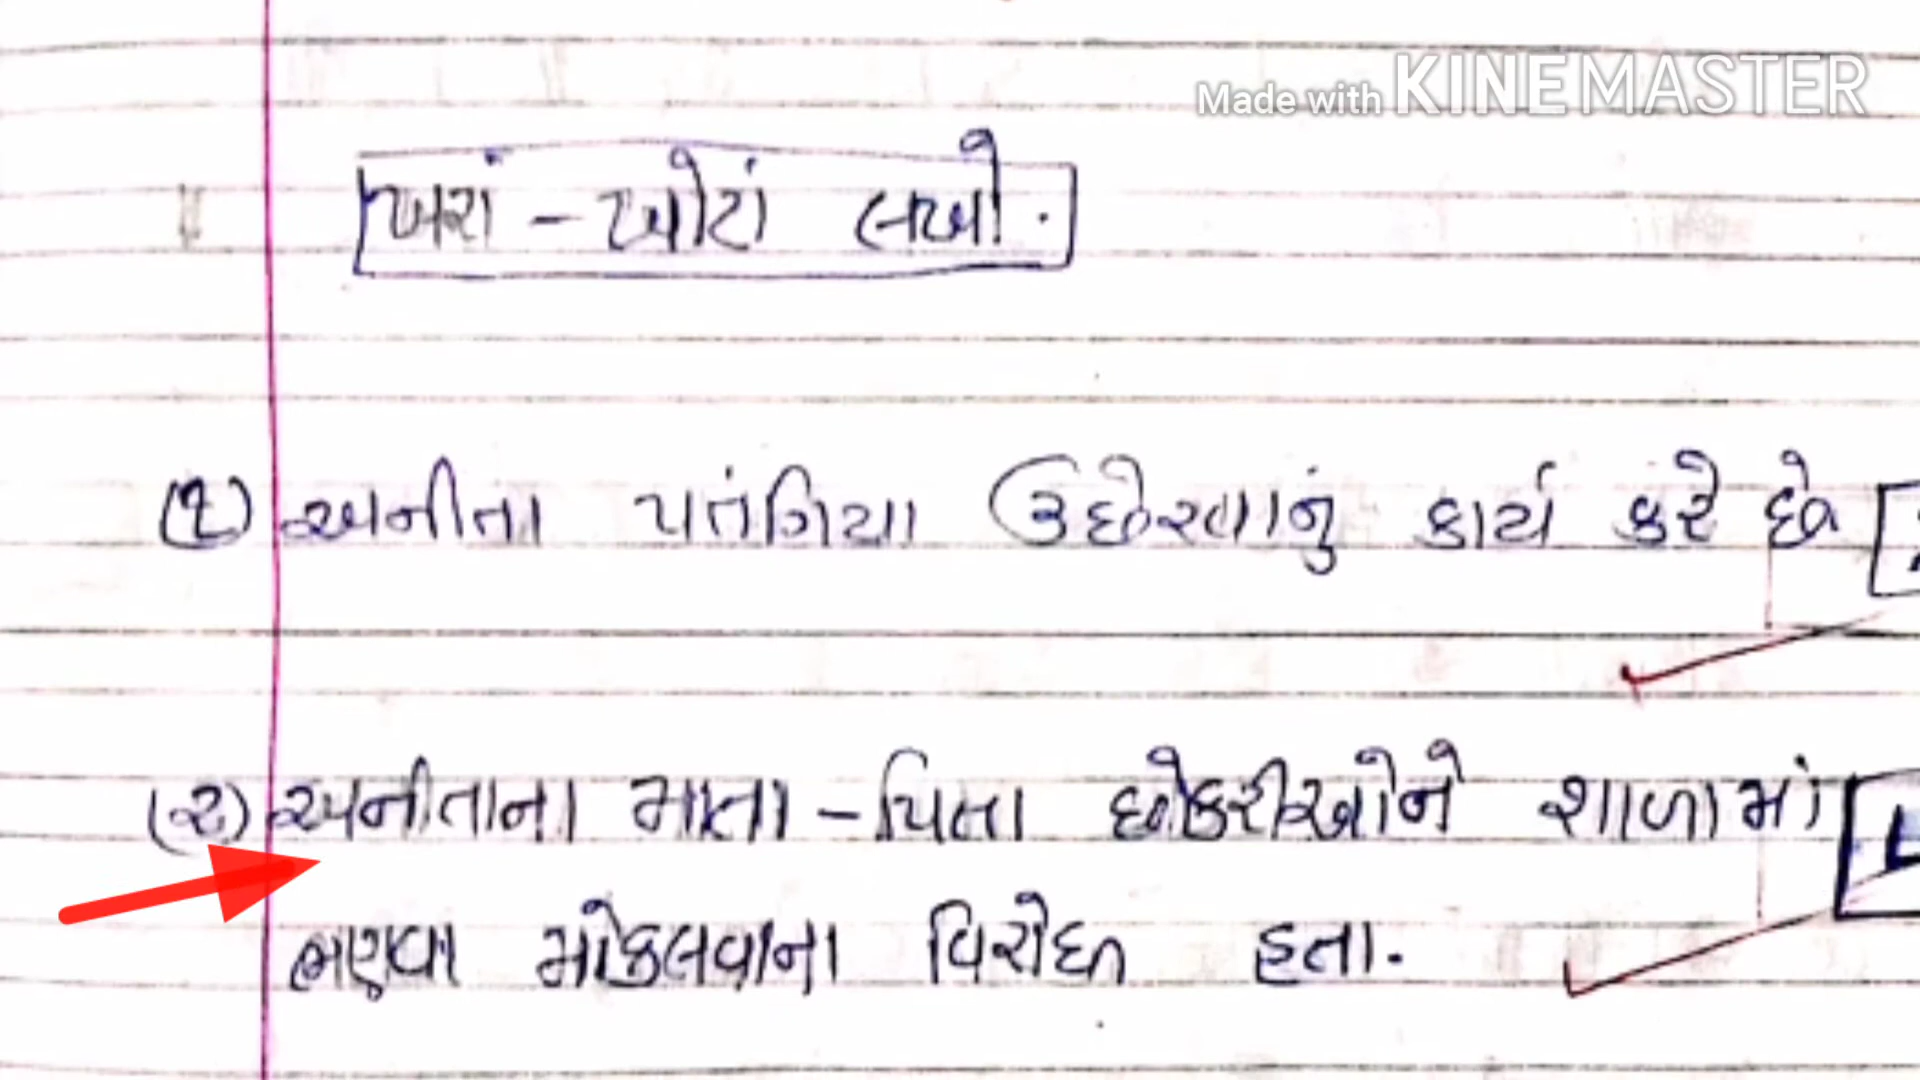 Made with KINEMASTER
ખરાં - ખોટાં લખો.
(૧) અનીતા પતંગિયા ઉછેરવાનું કાર્ય કરે છે
(૨) અનીતાના માતા - પિતા છોકરીઓને શાળામાં
ભણવા મોકલવાના વિરોધ હતા.